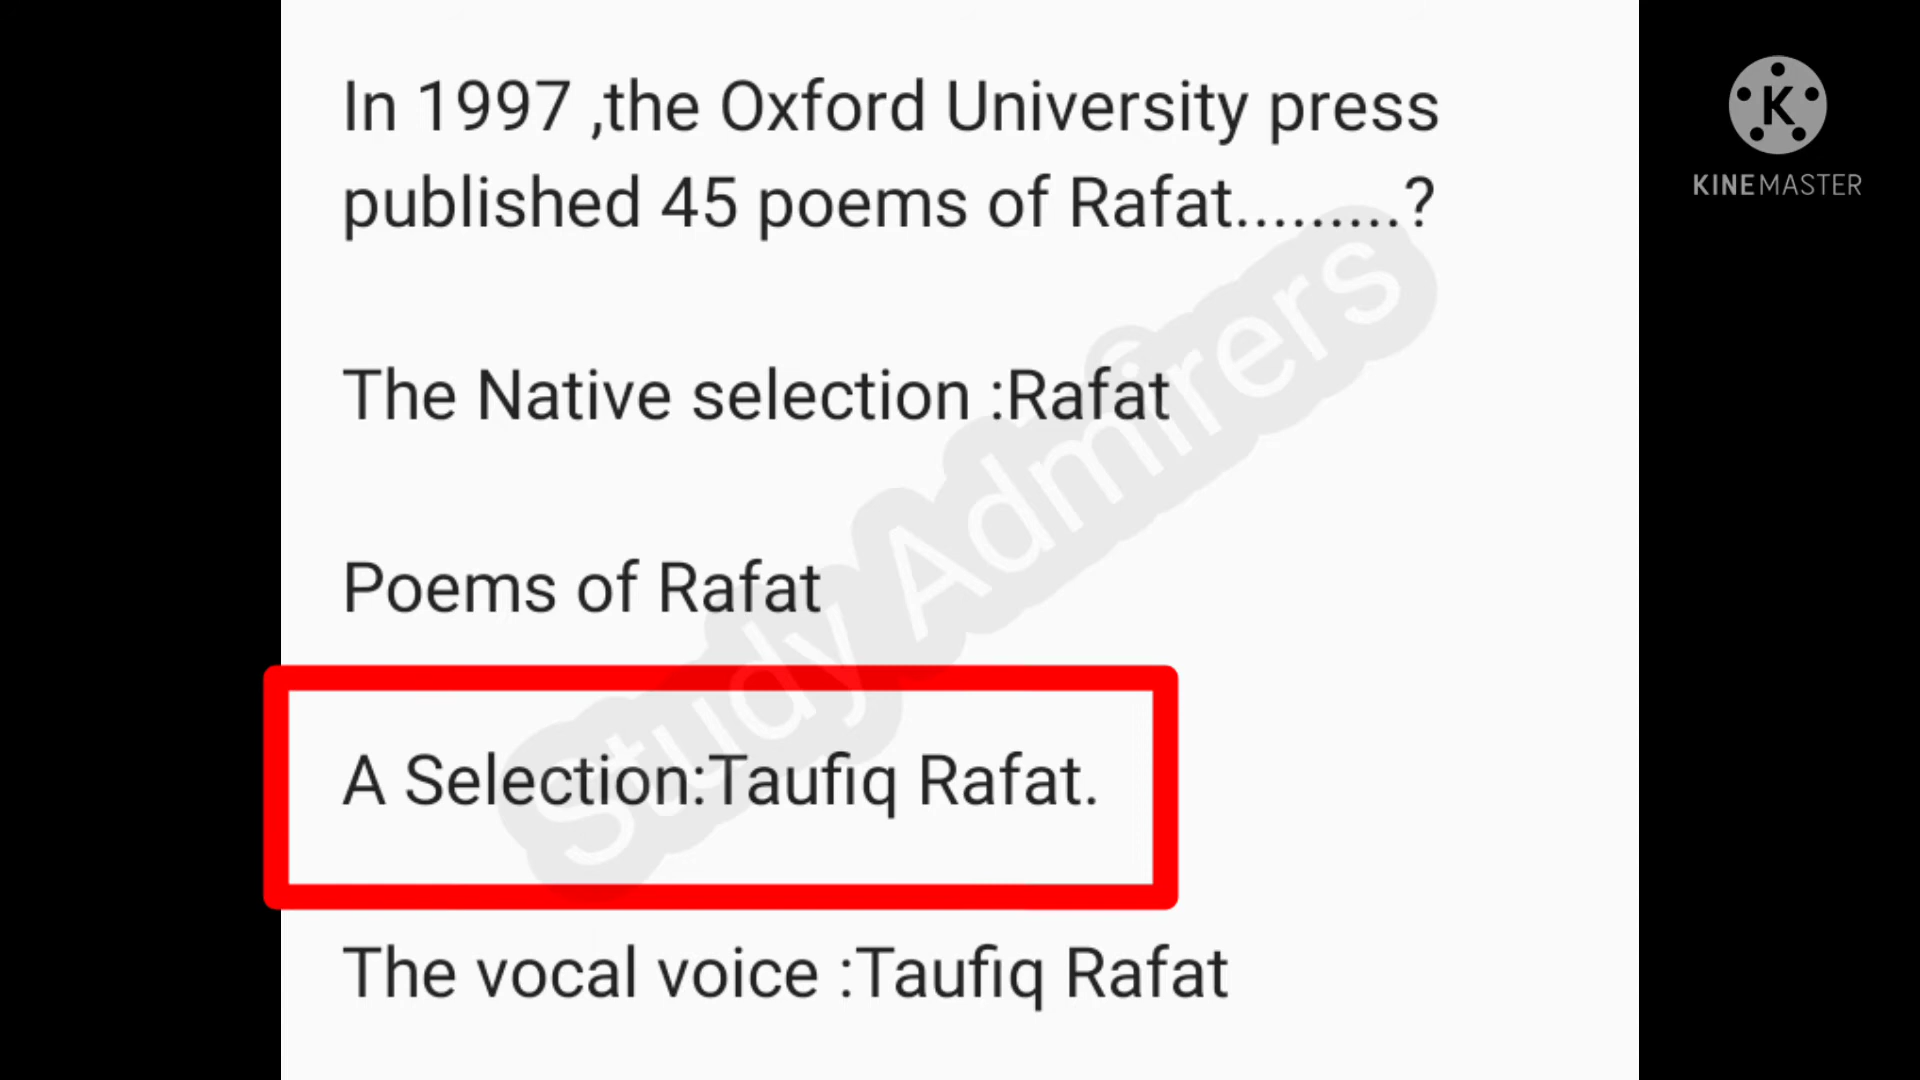 In 1997 ,the Oxford University press
published 45 poems of Rafat.........?
The Native selection :Rafat
Poems of Rafat
A Selection:Taufiq Rafat.
The vocal voice :Taufiq Rafat
Study Admirers
K
KINEMASTER